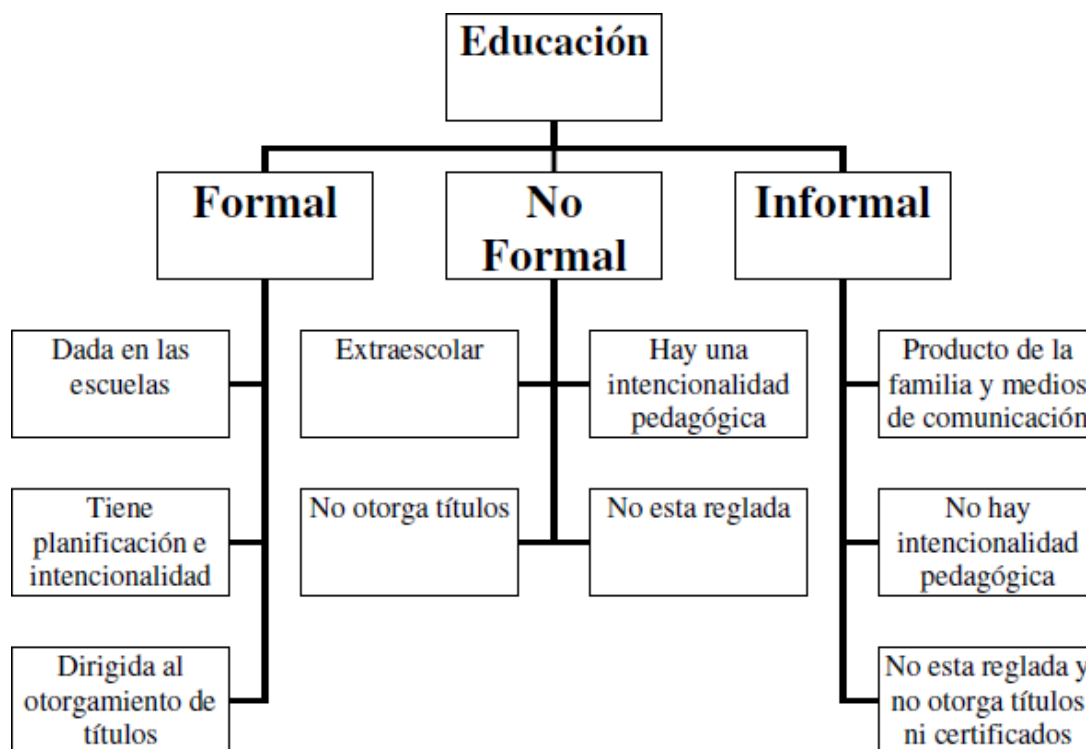 Educación
Formal
No
Formal
Informal
Dada en las
escuelas
Extraescolar
Hay una
intencionalidad
pedagógica
Producto de la
familia y medios
de comunicación
Tiene
planificación e
intencionalidad
No otorga títulos
No esta reglada
No hay
intencionalidad
pedagógica
Dirigida al
otorgamiento de
títulos
No esta reglada y
no otorga títulos
ni certificados